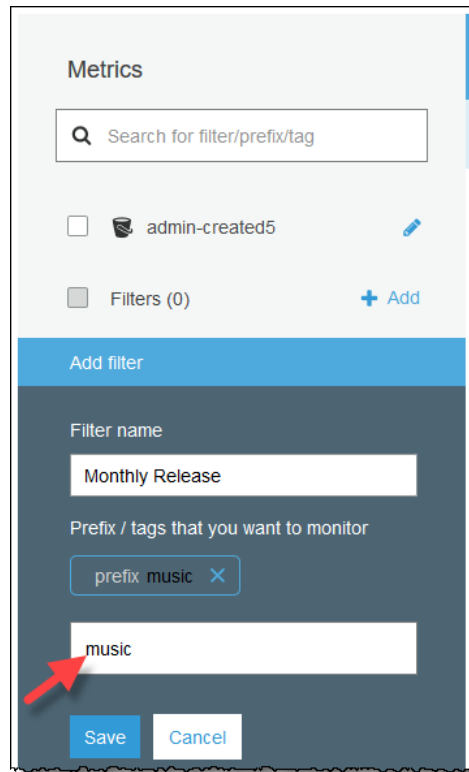 Metrics
Search for filter/prefix/tag
admin-created5
Filters (0) + Add
Add filter
Filter name
Monthly Release
Prefix / tags that you want to monitor
prefix music ×
music
Save Cancel